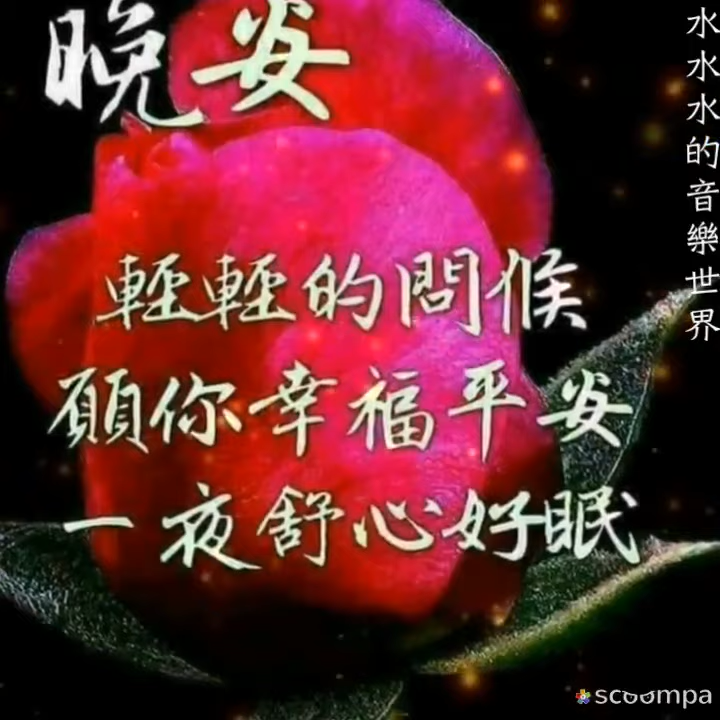 晚安
輕輕的問候
願你幸福平安
一夜舒心好眠
水水水的音樂世界
scoompa